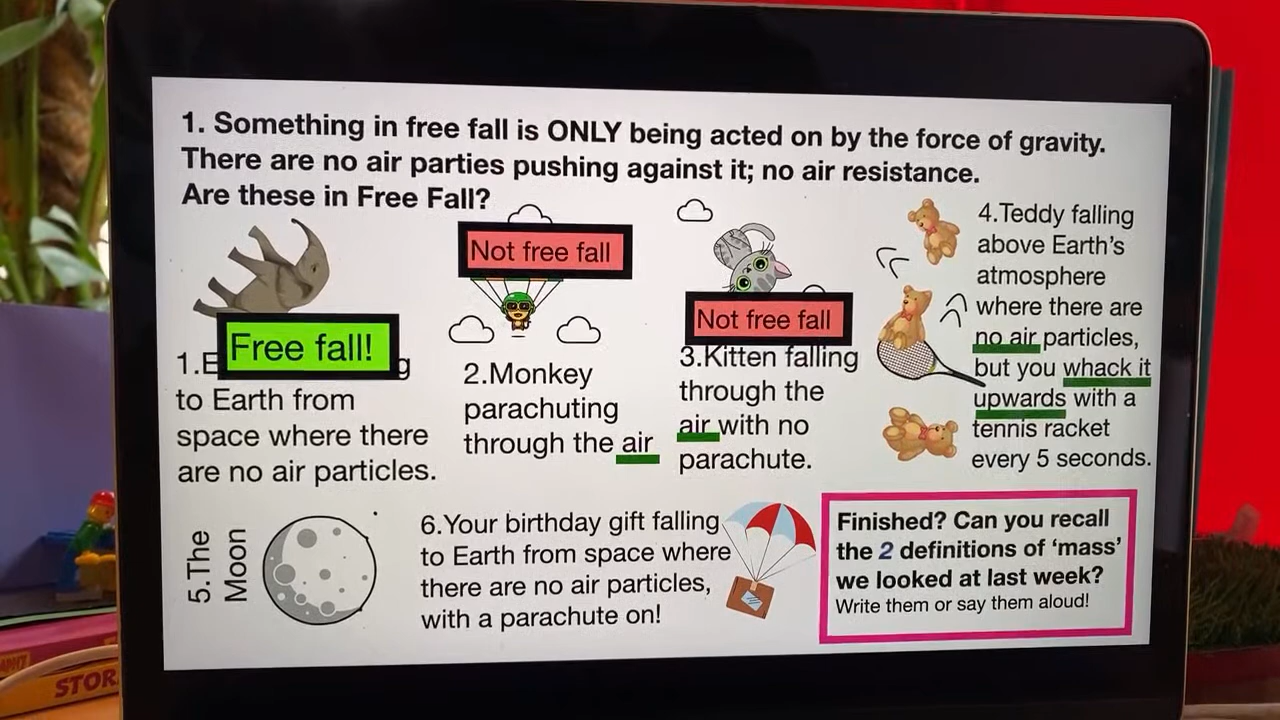 1. Something in free fall is ONLY being acted on by the force of gravity.
There are no air parties pushing against it; no air resistance.
Are these in Free Fall?
Free fall!
1.E g
to Earth from
space where there
are no air particles.
Not free fall
2.Monkey
parachuting
through the air
Not free fall
3.Kitten falling
through the
air with no
parachute.
4.Teddy falling
above Earth's
atmosphere
where there are
no air particles,
but you whack it
upwards with a
tennis racket
every 5 seconds.
5.The
Moon
6.Your birthday gift falling
to Earth from space where
there are no air particles,
with a parachute on!
Finished? Can you recall
the 2 definitions of 'mass'
we looked at last week?
Write them or say them aloud!
STOR